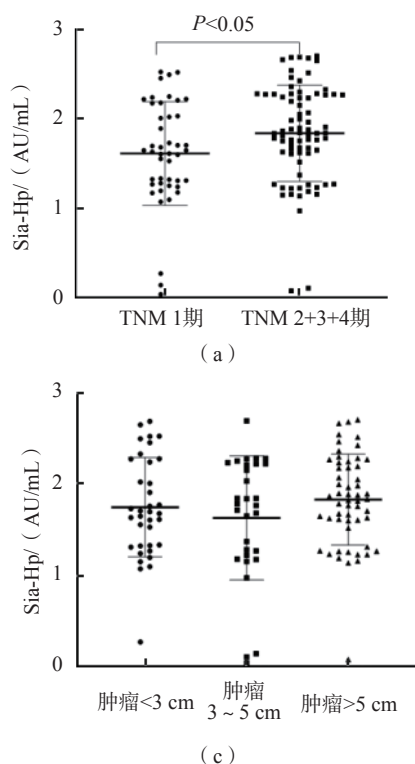 P<0.05
3
2
1
0
Sia-Hp/（AU/mL）
TNM 1期 TNM 2+3+4期
（a）
3
2
1
0
Sia-Hp/（AU/mL）
肿瘤<3 cm 肿瘤 3～5 cm 肿瘤>5 cm
（c）